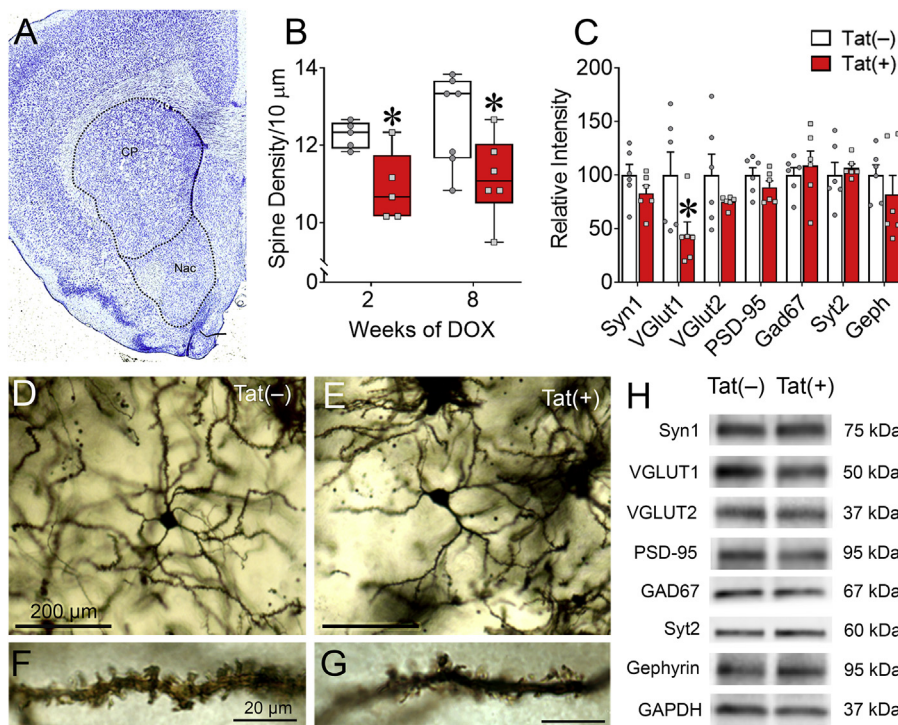 A
CP
Nac
B
Spine Density/10 μm
14
12
10
0
*
*
2
8
Weeks of DOX
C
Tat(–)
Tat(+)
Relative Intensity
200
150
100
50
0
*
Syn1
VGlut1
VGlut2
PSD-95
Gad67
Syt2
Geph
D
Tat(–)
200 μm
E
Tat(+)
F
20 μm
G
H
Tat(–) Tat(+)
Syn1 75 kDa
VGLUT1 50 kDa
VGLUT2 37 kDa
PSD-95 95 kDa
GAD67 67 kDa
Syt2 60 kDa
Gephyrin 95 kDa
GAPDH 37 kDa